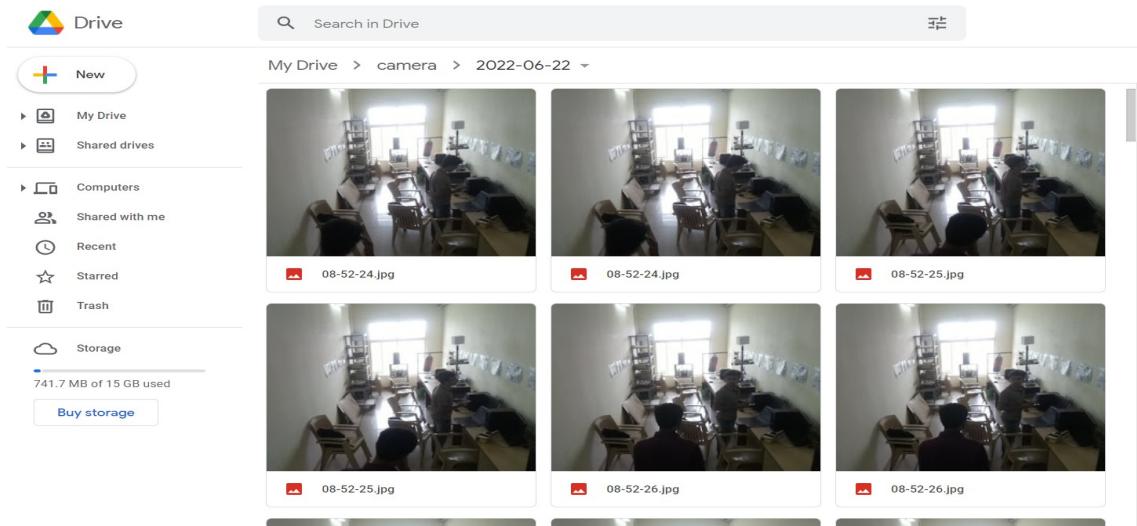 Drive
Search in Drive
New
My Drive > camera > 2022-06-22
My Drive
Shared drives
Computers
Shared with me
Recent
Starred
Trash
Storage
741.7 MB of 15 GB used
Buy storage
08-52-24.jpg
08-52-24.jpg
08-52-25.jpg
08-52-25.jpg
08-52-26.jpg
08-52-26.jpg